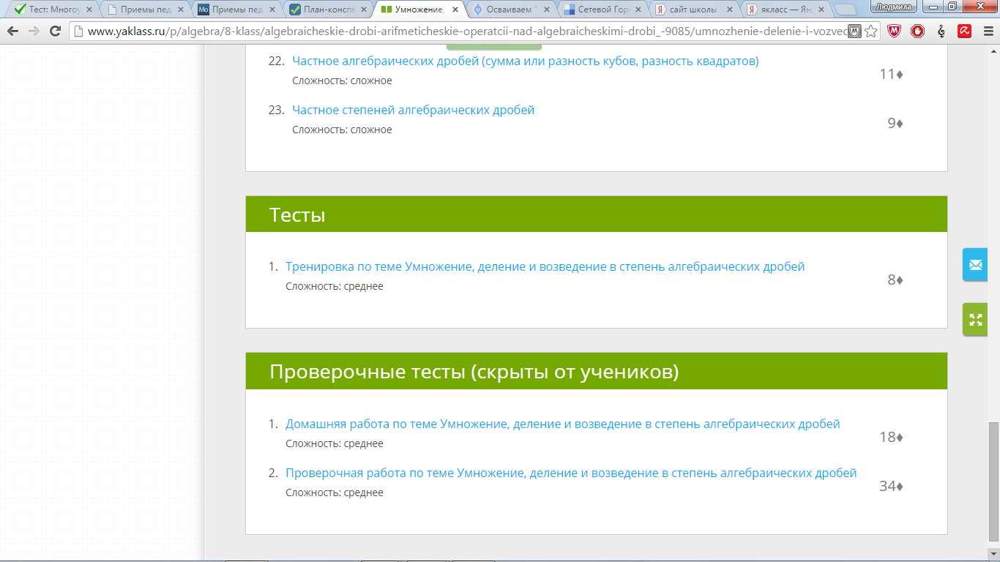 Тест: Многоу
Приемы пед
Mo Приемы пед
План-конспе
Умножение,
Осваиваем "
Сетевой Горо
Я сайт школы
Я якласс — Ян
Людмила
www.yaklass.ru/p/algebra/8-klass/algebraicheskie-drobi-arifmeticheskie-operatcii-nad-algebraicheskimi-drobi_-9085/umnozhenie-delenie-i-vozvec
22. Частное алгебраических дробей (сумма или разность кубов, разность квадратов)
Сложность: сложное
11♦
23. Частное степеней алгебраических дробей
Сложность: сложное
9♦
Тесты
1. Тренировка по теме Умножение, деление и возведение в степень алгебраических дробей
Сложность: среднее
8♦
Проверочные тесты (скрыты от учеников)
1. Домашняя работа по теме Умножение, деление и возведение в степень алгебраических дробей
Сложность: среднее
18♦
2. Проверочная работа по теме Умножение, деление и возведение в степень алгебраических дробей
Сложность: среднее
34♦